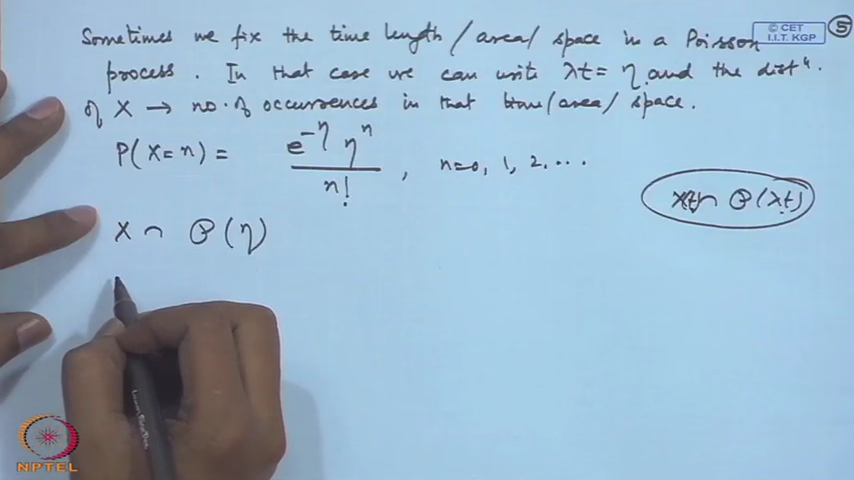 Sometimes we fix the time length / area / space in a Poisson
process. In that case we can write λt = η and the distⁿ.
of X → no. of occurrences in that time/area/space.
P(X=n) = e^{-η} η^n / n! , n=0, 1, 2, ...
X(t) ~ P(λt)
X ~ P(η)
© CET
I.I.T. KGP
5
NPTEL